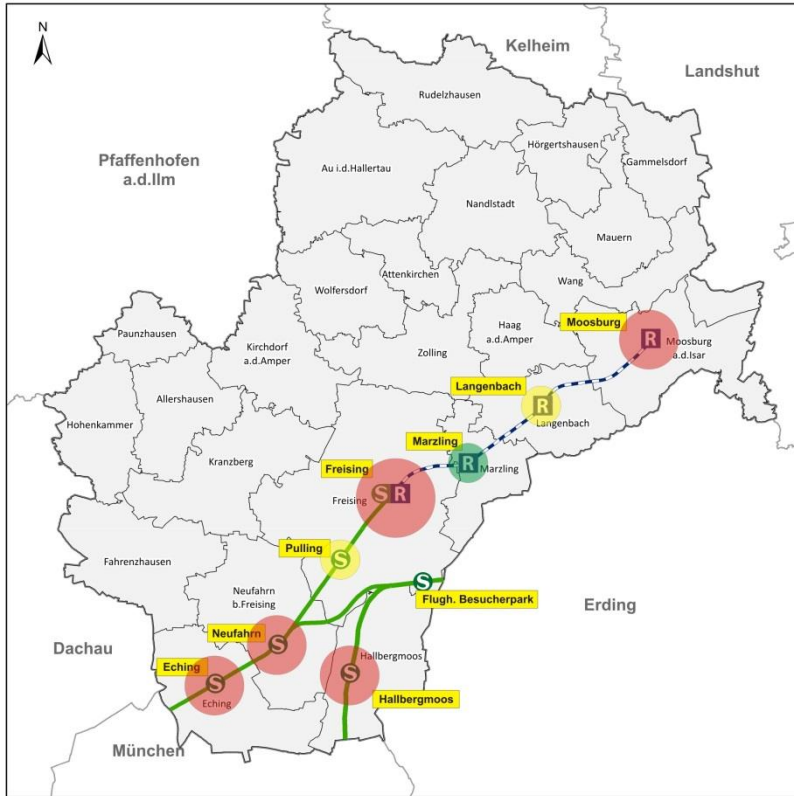 N
Kelheim
Landshut
Rudelzhausen
Pfaffenhofen
a.d.Ilm
Au i.d.Hallertau
Hörgertshausen
Gammelsdorf
Nandlstadt
Mauern
Attenkirchen
Wang
Wolfersdorf
Moosburg
R
Moosburg
a.d.Isar
Paunzhausen
Kirchdorf
a.d.Amper
Zolling
Haag
a.d.Amper
Langenbach
R
Langenbach
Allershausen
Hohenkammer
Kranzberg
Marzling
R
Marzling
Freising
S R
Freising
Pulling
S
Fahrenzhausen
Neufahrn
b.Freising
S
Flugh. Besucherpark
Erding
Neufahrn
S
Dachau
Eching
S
Eching
Hallbergmoos
S
Hallbergmoos
München